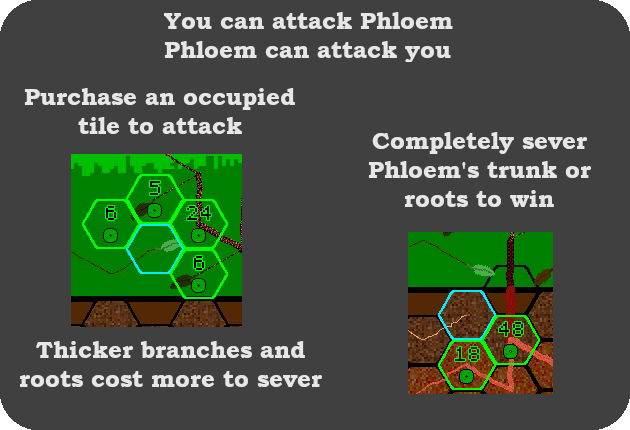 You can attack Phloem
Phloem can attack you
Purchase an occupied
tile to attack
5
6 24
6
Thicker branches and
roots cost more to sever
Completely sever
Phloem's trunk or
roots to win
48
18